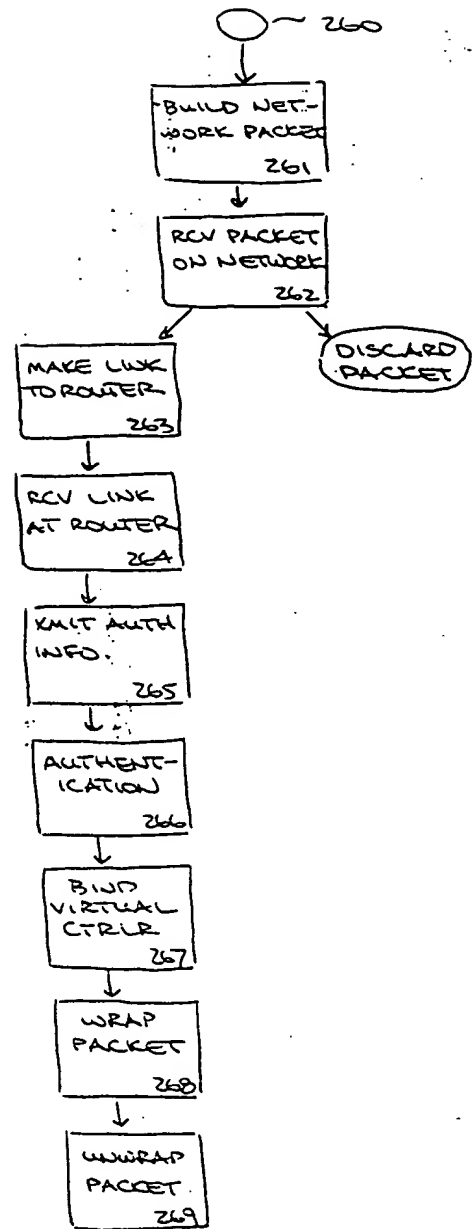 260
BUILD NET-
WORK PACKET
261
RCV PACKET
ON NETWORK
262
MAKE LINK
TO ROUTER
263
DISCARD
PACKET
RCV LINK
AT ROUTER
264
XMIT AUTH
INFO.
265
AUTHENT-
ICATION
266
BIND
VIRTUAL
CTRLR
267
WRAP
PACKET
268
UNWRAP
PACKET
269